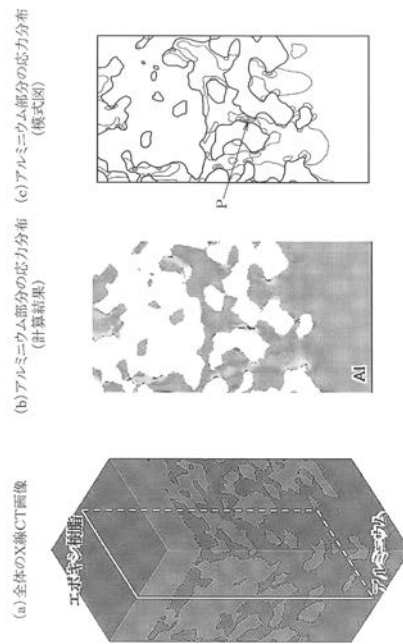 (a)全体のX線CT画像
エポキシ樹脂
アルミニウム
(b)アルミニウム部分の応力分布
(計算結果)
Al
(c)アルミニウム部分の応力分布
(模式図)
P